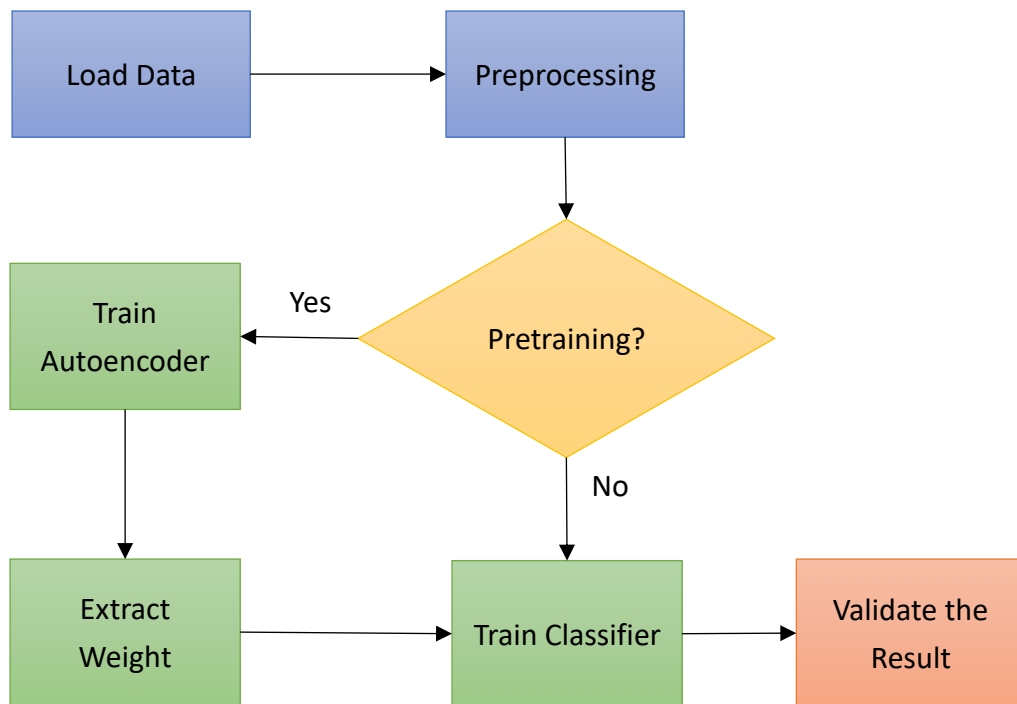 Load Data
Preprocessing
Yes
Train
Autoencoder
Pretraining?
No
Extract
Weight
Train Classifier
Validate the
Result